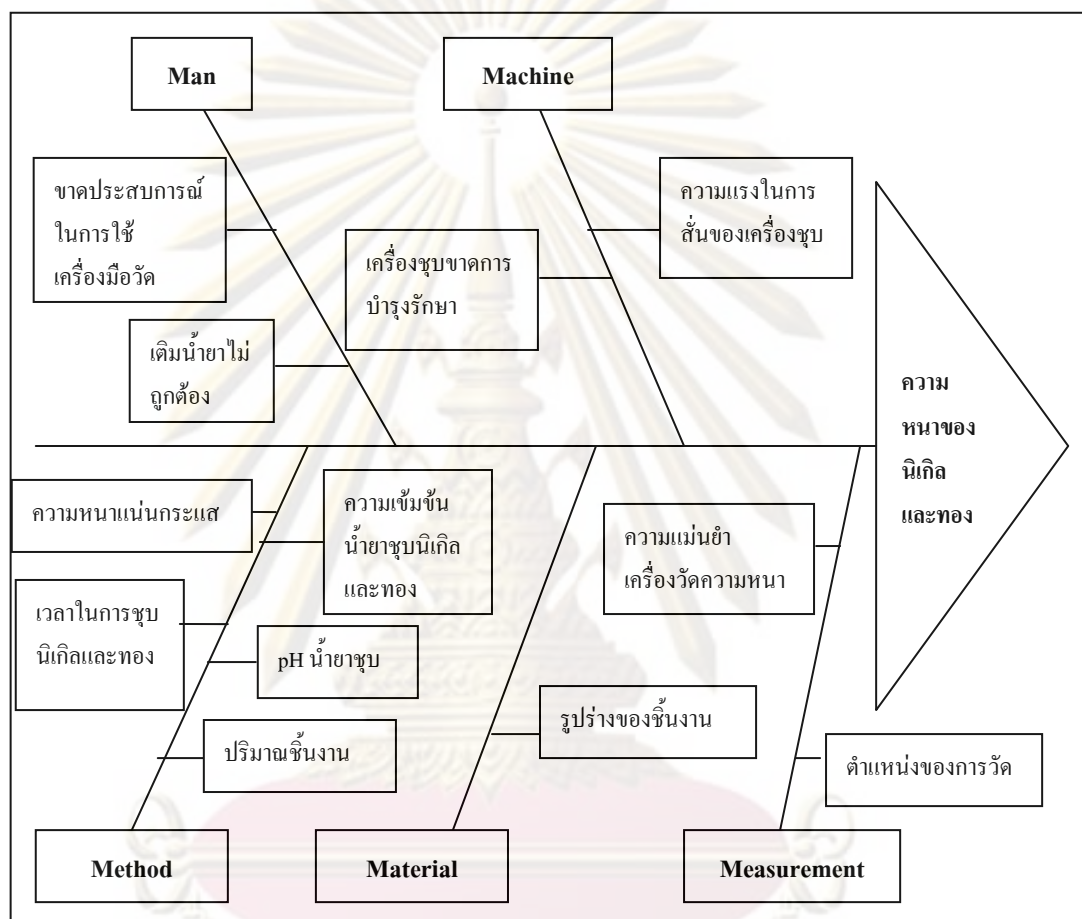 Man
Machine
ขาดประสบการณ์
ในการใช้
เครื่องมือวัด
ความแรงในการ
สั่นของเครื่องชุบ
เครื่องชุบขาดการ
บำรุงรักษา
เติมน้ำยาไม่
ถูกต้อง
ความ
หนาของ
นิเกิล
และทอง
ความหนาแน่นกระแส
ความเข้มข้น
น้ำยาชุบนิเกิล
และทอง
ความแม่นยำ
เครื่องวัดความหนา
เวลาในการชุบ
นิเกิลและทอง
pH น้ำยาชุบ
รูปร่างของชิ้นงาน
ปริมาณชิ้นงาน
ตำแหน่งของการวัด
Method
Material
Measurement